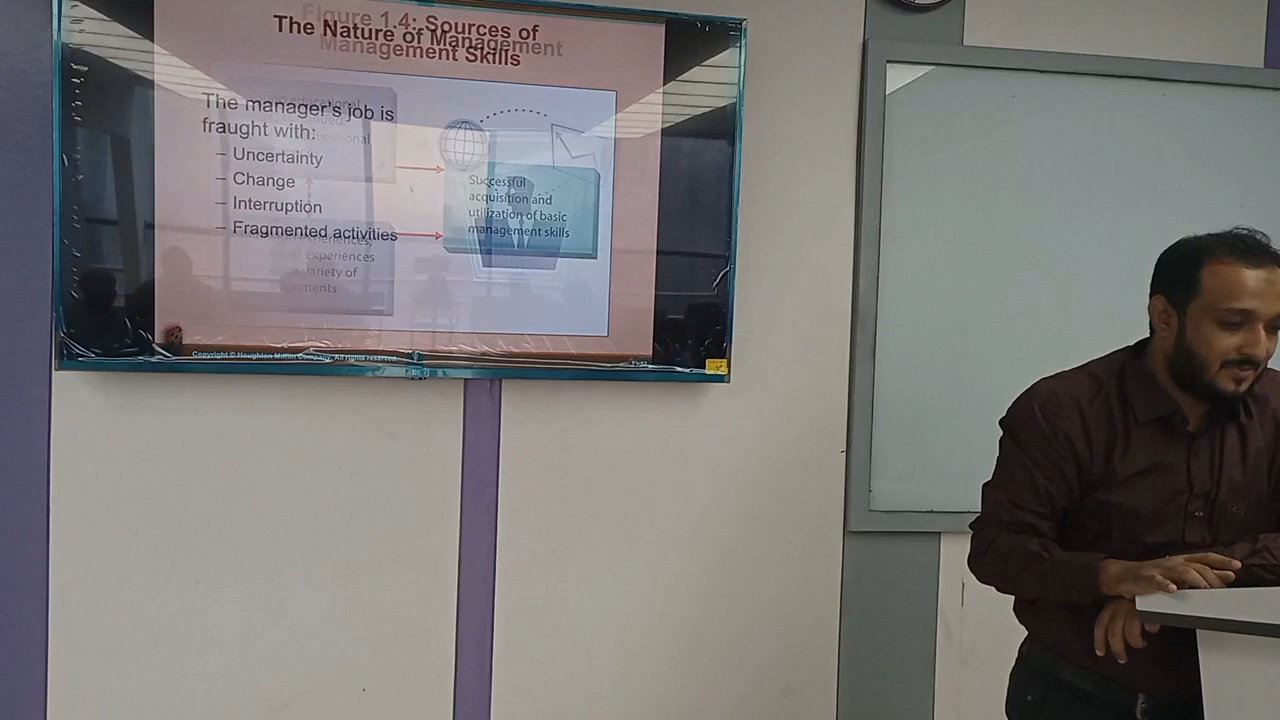 Figure 1.4: Sources of
Management Skills
The Nature of Management
The manager's job is
fraught with:
– Uncertainty
– Change
– Interruption
– Fragmented activities
experiences,
Experiences
variety of
Successful
acquisition and
utilization of basic
management skills
Copyright © Houghton Mifflin Company. All rights reserved.